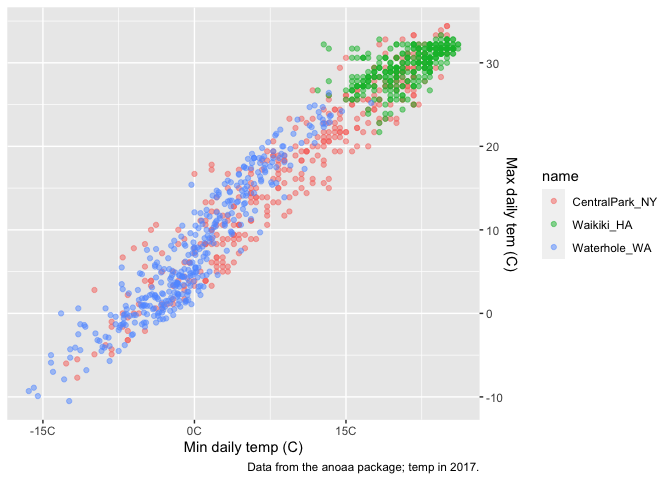 30
20
10
0
-10
-15C
0C
15C
Min daily temp (C)
Max daily tem (C)
name
CentralPark_NY
Waikiki_HA
Waterhole_WA
Data from the anoaa package; temp in 2017.